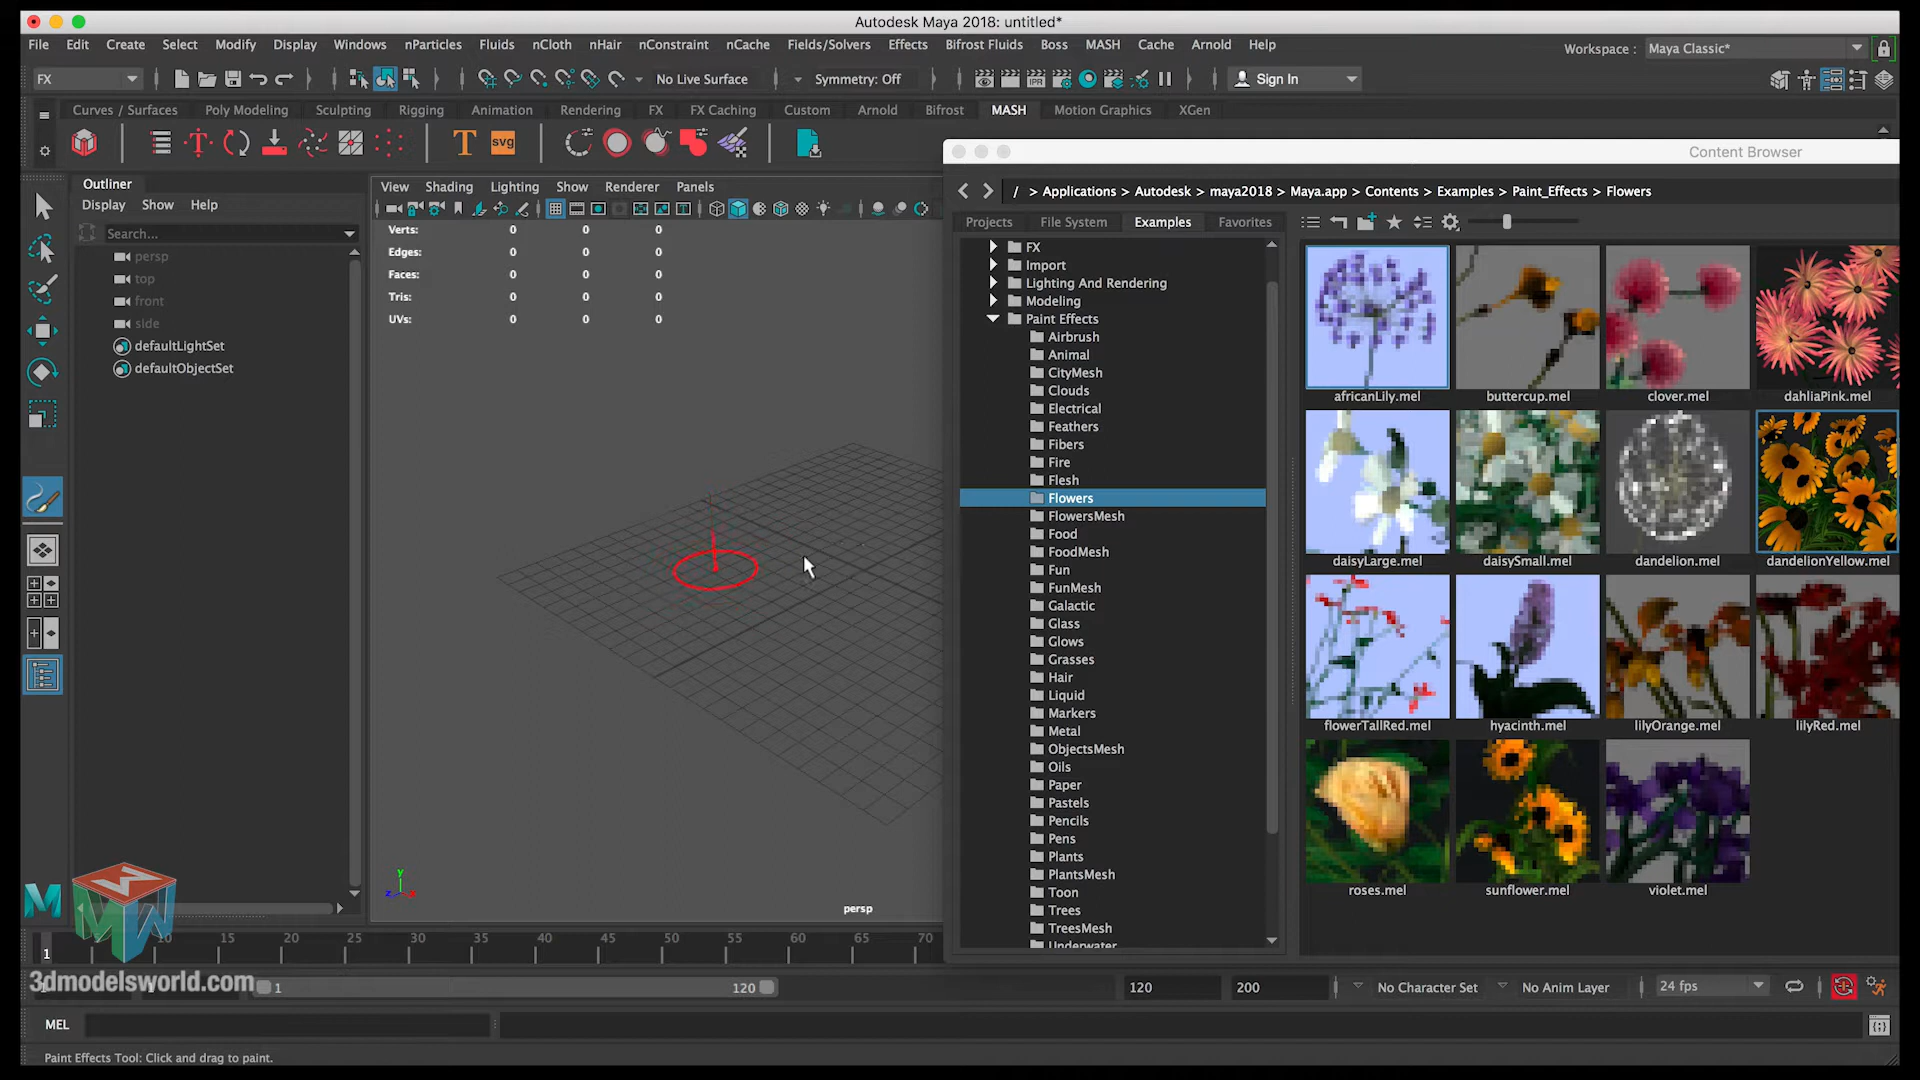 Autodesk Maya 2018: untitled*
File Edit Create Select Modify Display Windows nParticles Fluids nCloth nHair nConstraint nCache Fields/Solvers Effects Bifrost Fluids Boss MASH Cache Arnold Help Workspace : Maya Classic*
FX No Live Surface Symmetry: Off IPR Sign In
Curves / Surfaces Poly Modeling Sculpting Rigging Animation Rendering FX FX Caching Custom Arnold Bifrost MASH Motion Graphics XGen
T T svg
Content Browser
Outliner
Display Show Help
Search...
persp
top
front
side
defaultLightSet
defaultObjectSet
View Shading Lighting Show Renderer Panels
Verts: 0 0 0
Edges: 0 0 0
Faces: 0 0 0
Tris: 0 0 0
UVs: 0 0 0
y
z x
persp
/ > Applications > Autodesk > maya2018 > Maya.app > Contents > Examples > Paint_Effects > Flowers
Projects File System Examples Favorites
FX
Import
Lighting And Rendering
Modeling
Paint Effects
Airbrush
Animal
CityMesh
Clouds
Electrical
Feathers
Fibers
Fire
Flesh
Flowers
FlowersMesh
Food
FoodMesh
Fun
FunMesh
Galactic
Glass
Glows
Grasses
Hair
Liquid
Markers
Metal
ObjectsMesh
Oils
Paper
Pastels
Pencils
Pens
Plants
PlantsMesh
Toon
Trees
TreesMesh
Underwater
africanLily.mel buttercup.mel clover.mel dahliaPink.mel
daisyLarge.mel daisySmall.mel dandelion.mel dandelionYellow.mel
flowerTallRed.mel hyacinth.mel lilyOrange.mel lilyRed.mel
roses.mel sunflower.mel violet.mel
M W M W
1 10 15 20 25 30 35 40 45 50 55 60 65 70
3dmodelsworld.com
1 120 120 200 No Character Set No Anim Layer 24 fps
MEL
Paint Effects Tool: Click and drag to paint.